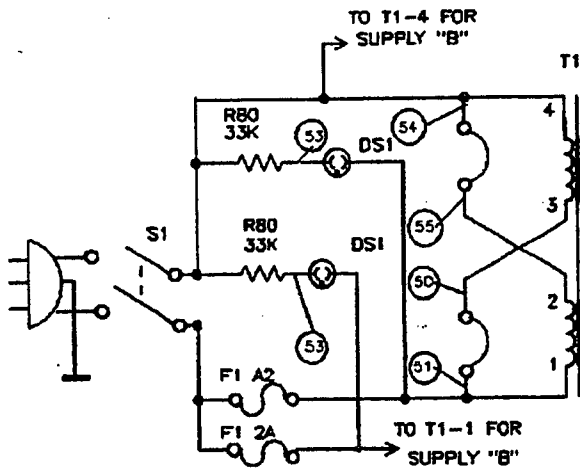 TO T1-4 FOR
SUPPLY "B"
T1
R80
33K
53
DS1
54
4
S1
R80
33K
DS1
55
3
50
2
53
51
1
F1 A2
F1 2A
TO T1-1 FOR
SUPPLY "B"